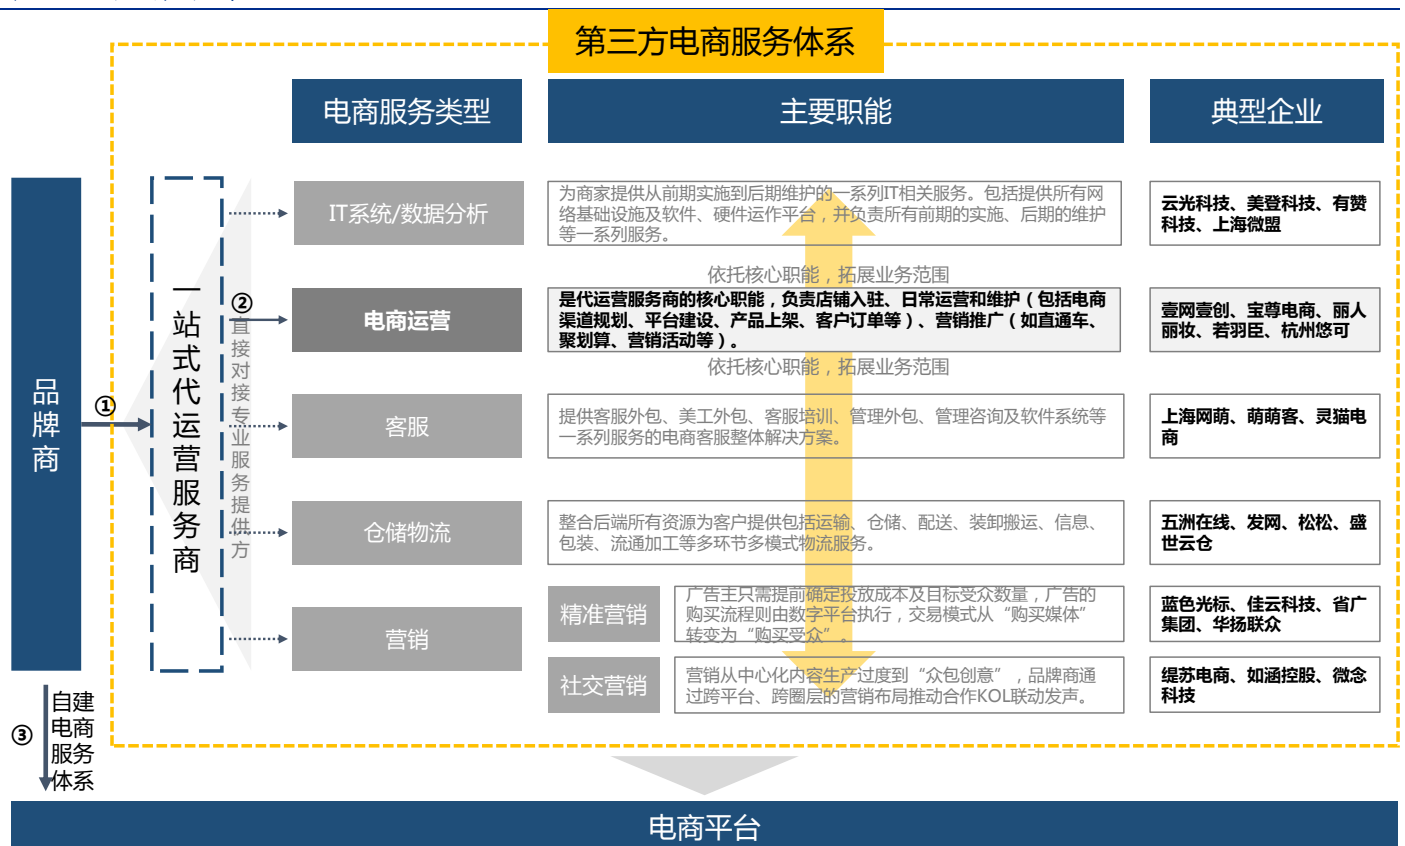 第三方电商服务体系
电商服务类型
主要职能
典型企业
品牌商
①
一站式代运营服务商
②
直接对接专业服务提供方
IT系统/数据分析
为商家提供从前期实施到后期维护的一系列IT相关服务。包括提供所有网
络基础设施及软件、硬件运作平台，并负责所有前期的实施、后期的维护
等一系列服务。
云光科技、美登科技、有赞
科技、上海微盟
依托核心职能，拓展业务范围
电商运营
是代运营服务商的核心职能，负责店铺入驻、日常运营和维护（包括电商
渠道规划、平台建设、产品上架、客户订单等）、营销推广（如直通车、
聚划算、营销活动等）。
壹网壹创、宝尊电商、丽人
丽妆、若羽臣、杭州悠可
依托核心职能，拓展业务范围
客服
提供客服外包、美工外包、客服培训、管理外包、管理咨询及软件系统等
一系列服务的电商客服整体解决方案。
上海网萌、萌萌客、灵猫电
商
仓储物流
整合后端所有资源为客户提供包括运输、仓储、配送、装卸搬运、信息、
包装、流通加工等多环节多模式物流服务。
五洲在线、发网、松松、盛
世云仓
营销
精准营销
广告主只需提前确定投放成本及目标受众数量，广告的
购买流程则由数字平台执行，交易模式从“购买媒体”
转变为“购买受众”。
蓝色光标、佳云科技、省广
集团、华扬联众
社交营销
营销从中心化内容生产过度到“众包创意”，品牌商通
过跨平台、跨圈层的营销布局推动合作KOL联动发声。
缇苏电商、如涵控股、微念
科技
③
自建
电商
服务
体系
电商平台